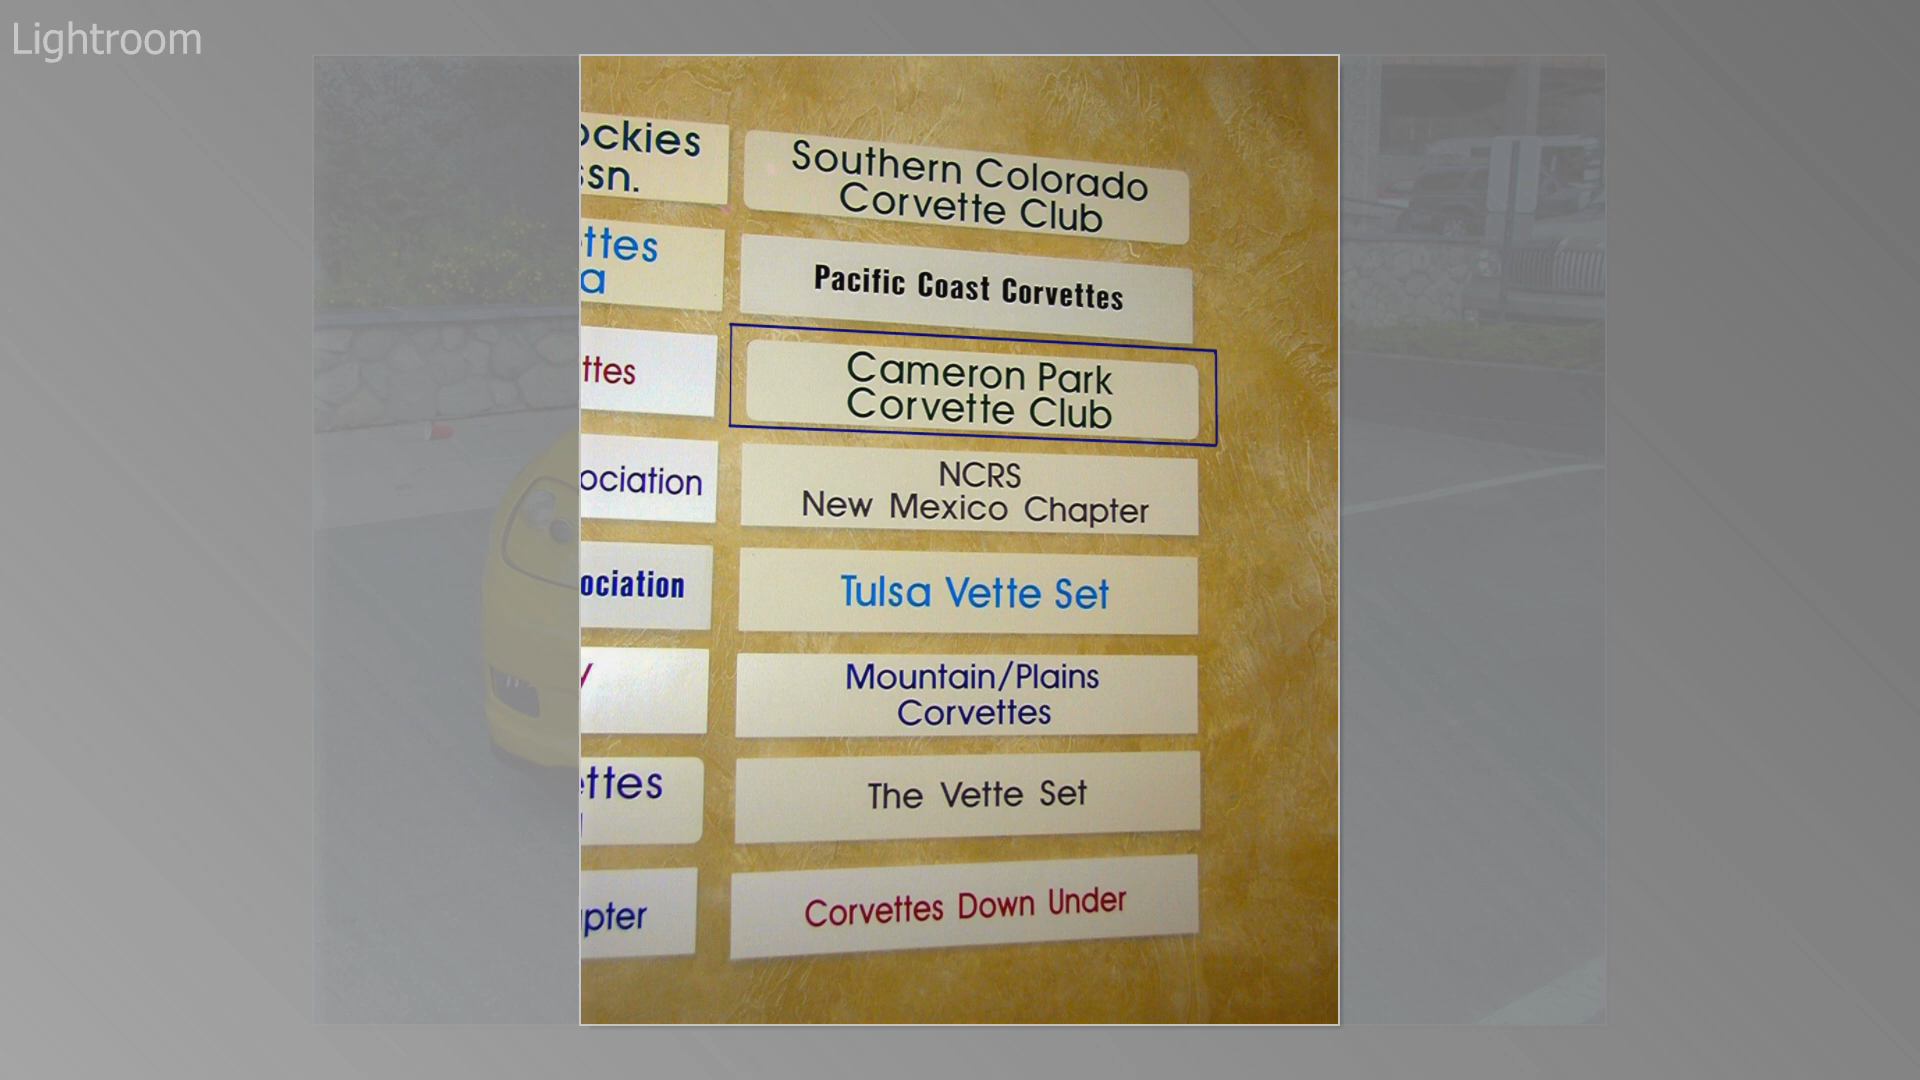 Lightroom
ockies
ssn.
Southern Colorado
Corvette Club
ttes
a
Pacific Coast Corvettes
ttes
Cameron Park
Corvette Club
ociation
NCRS
New Mexico Chapter
ociation
Tulsa Vette Set
y
Mountain/Plains
Corvettes
ettes
The Vette Set
pter
Corvettes Down Under